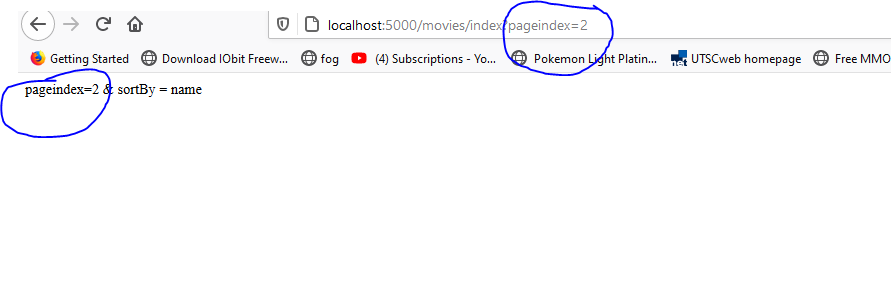 localhost:5000/movies/index?pageindex=2
Getting Started Download IObit Freew... fog (4) Subscriptions - Yo... Pokemon Light Platin... UTSCweb homepage Free MMO
pageindex=2 & sortBy = name